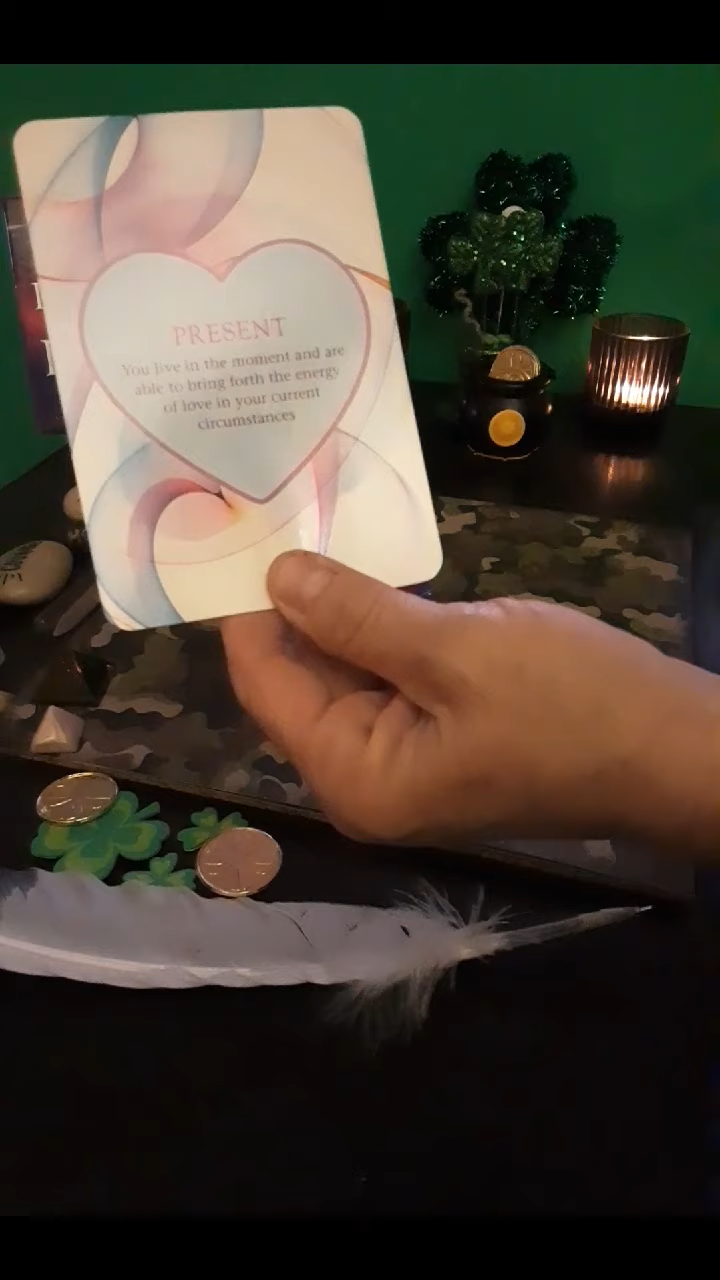 PRESENT
You live in the moment and are
able to bring forth the energy
of love in your current
circumstances